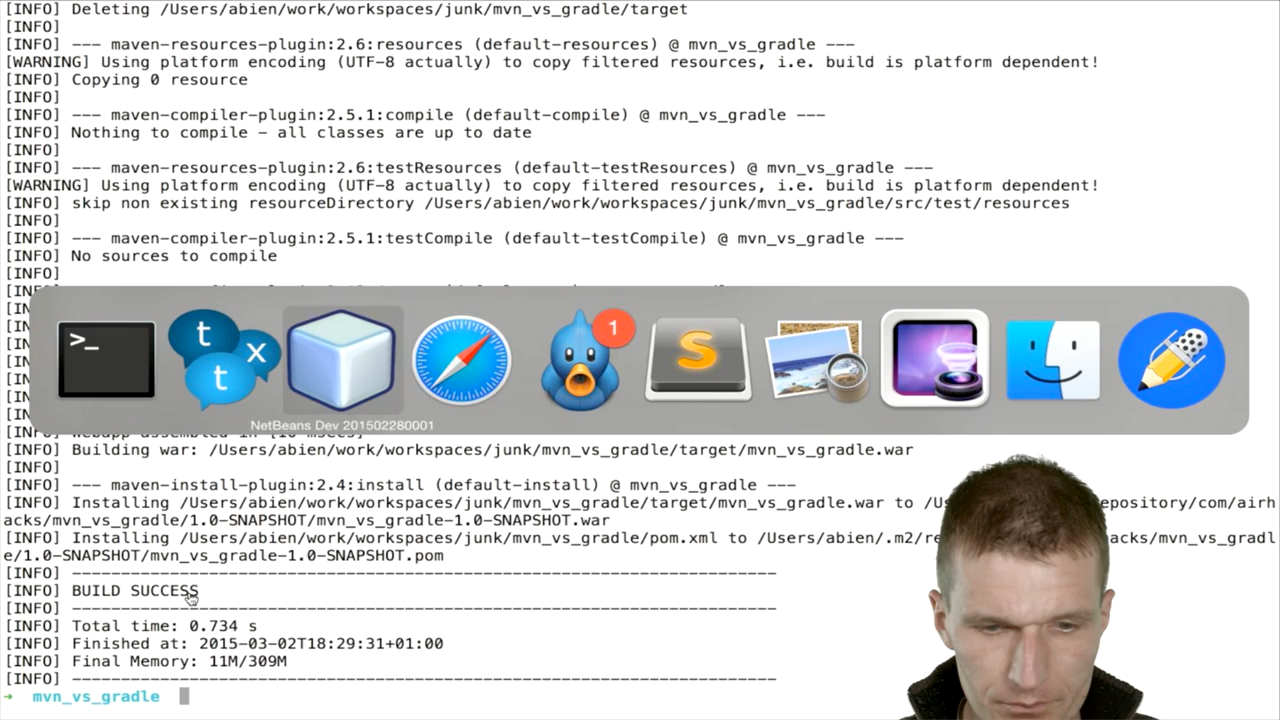 [INFO] Deleting /Users/abien/work/workspaces/junk/mvn_vs_gradle/target
[INFO]
[INFO] --- maven-resources-plugin:2.6:resources (default-resources) @ mvn_vs_gradle ---
[WARNING] Using platform encoding (UTF-8 actually) to copy filtered resources, i.e. build is platform dependent!
[INFO] Copying 0 resource
[INFO]
[INFO] --- maven-compiler-plugin:2.5.1:compile (default-compile) @ mvn_vs_gradle ---
[INFO] Nothing to compile - all classes are up to date
[INFO]
[INFO] --- maven-resources-plugin:2.6:testResources (default-testResources) @ mvn_vs_gradle ---
[WARNING] Using platform encoding (UTF-8 actually) to copy filtered resources, i.e. build is platform dependent!
[INFO] skip non existing resourceDirectory /Users/abien/work/workspaces/junk/mvn_vs_gradle/src/test/resources
[INFO]
[INFO] --- maven-compiler-plugin:2.5.1:testCompile (default-testCompile) @ mvn_vs_gradle ---
[INFO] No sources to compile
[INFO]
>_
t
x
t
1
S
NetBeans Dev 201502280001
[INFO] Building war: /Users/abien/work/workspaces/junk/mvn_vs_gradle/target/mvn_vs_gradle.war
[INFO]
[INFO] --- maven-install-plugin:2.4:install (default-install) @ mvn_vs_gradle ---
[INFO] Installing /Users/abien/work/workspaces/junk/mvn_vs_gradle/target/mvn_vs_gradle.war to epository/com/airh
acks/mvn_vs_gradle/1.0-SNAPSHOT/mvn_vs_gradle-1.0-SNAPSHOT.war
[INFO] Installing /Users/abien/work/workspaces/junk/mvn_vs_gradle/pom.xml to /Users/abien/.m2/re acks/mvn_vs_gradl
e/1.0-SNAPSHOT/mvn_vs_gradle-1.0-SNAPSHOT.pom
[INFO] ------------------------------------------------------------------------
[INFO] BUILD SUCCESS
[INFO] ------------------------------------------------------------------------
[INFO] Total time: 0.734 s
[INFO] Finished at: 2015-03-02T18:29:31+01:00
[INFO] Final Memory: 11M/309M
[INFO] ------------------------------------------------------------------------
→ mvn_vs_gradle